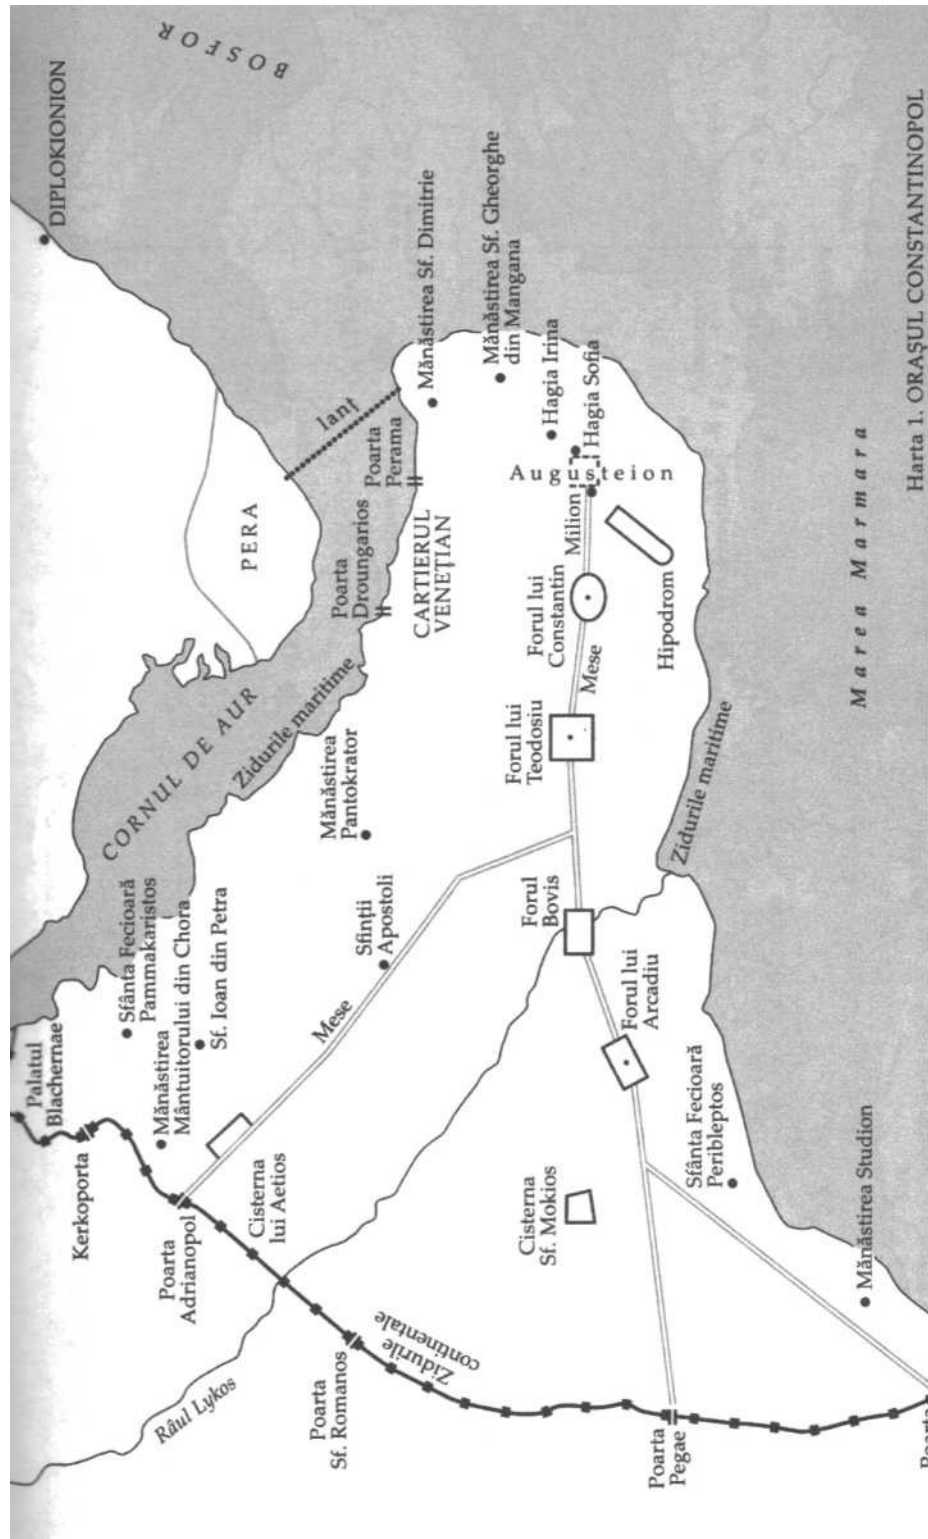 BOSFOR
DIPLOKIONION
PERA
lanț
Mănăstirea Sf. Dimitrie
Mănăstirea Sf. Gheorghe
din Mangana
Hagia Irina
Hagia Sofia
Augusteion
Milion
Poarta
Perama
Poarta
Droungarios
CARTIERUL
VENEȚIAN
Forul lui
Constantin
Mese
Hipodrom
Forul lui
Teodosiu
CORNUL DE AUR
Zidurile maritime
Mănăstirea
Pantokrator
Sfinții
Apostoli
Mese
Forul
Bovis
Forul lui
Arcadiu
Zidurile maritime
Marea Marmara
Sfânta Fecioară
Pammakaristos
Mănăstirea
Mântuitorului din Chora
Sf. Ioan din Petra
Palatul
Blachernae
Kerkoporta
Poarta
Adrianopol
Cisterna
lui Aetios
Cisterna
Sf. Mokios
Sfânta Fecioară
Peribleptos
Mănăstirea Studion
Râul Lykos
Poarta
Sf. Romanos
Zidurile
continentale
Poarta
Pegae
Poarta
Harta 1. ORAȘUL CONSTANTINOPOL